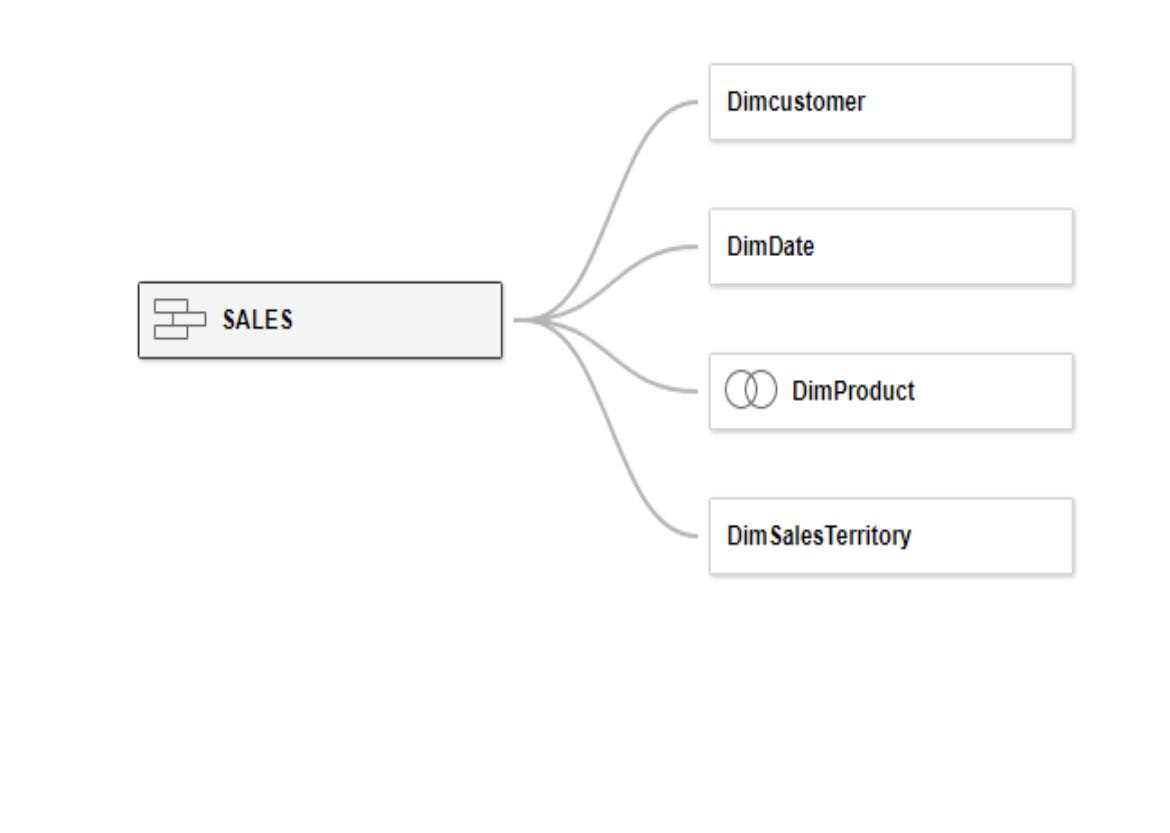 Dimcustomer
DimDate
SALES
DimProduct
DimSalesTerritory